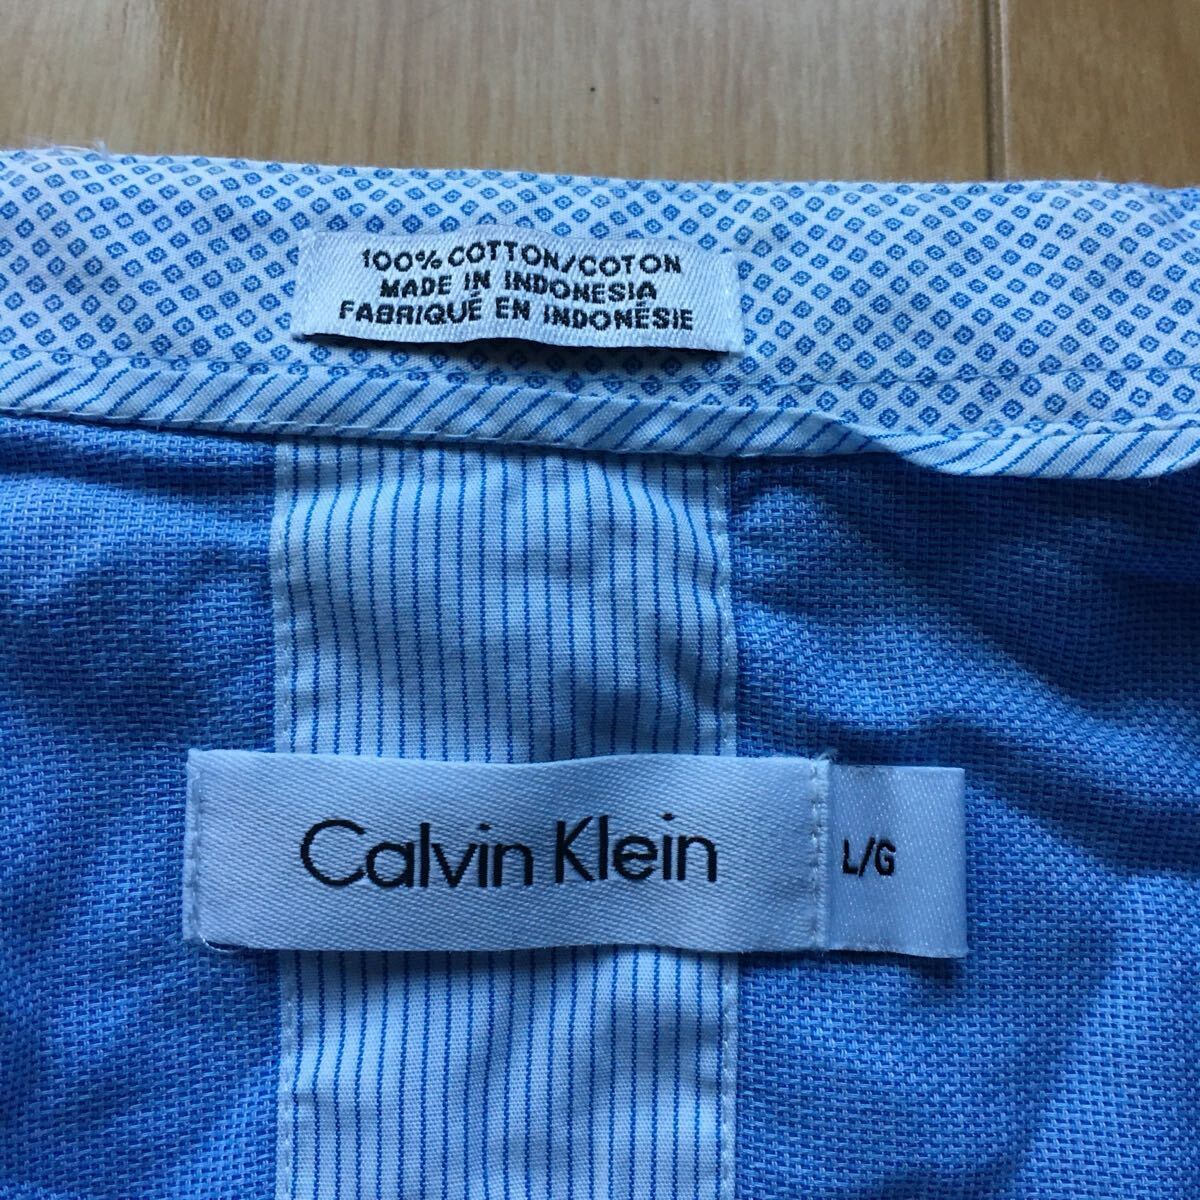 100% COTTON/COTON
MADE IN INDONESIA
FABRIQUÉ EN INDONÉSIE
Calvin Klein
L/G